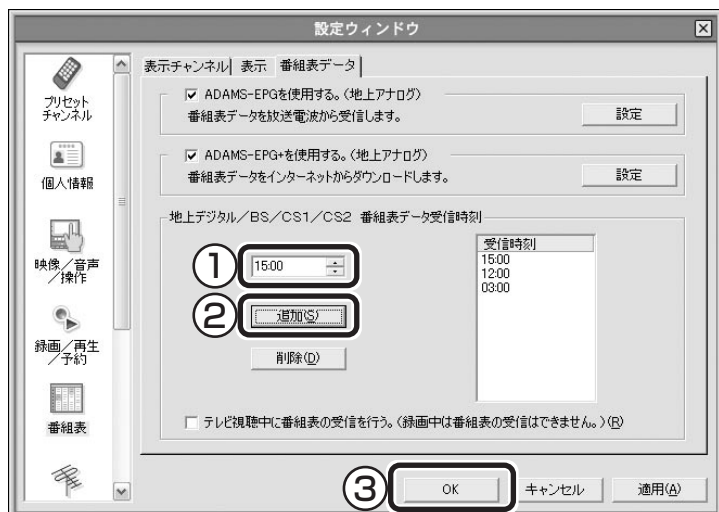 設定ウィンドウ
プリセット
チャンネル
個人情報
映像／音声
／操作
録画／再生
／予約
番組表
表示チャンネル 表示 番組表データ
ADAMS-EPGを使用する。(地上アナログ)
番組表データを放送電波から受信します。
設定
ADAMS-EPG+を使用する。(地上アナログ)
番組表データをインターネットからダウンロードします。
設定
地上デジタル／BS／CS1／CS2 番組表データ受信時刻
① 15:00
② 追加(S)
削除(D)
受信時刻
15:00
12:00
03:00
テレビ視聴中に番組表の受信を行う。(録画中は番組表の受信はできません。)(R)
③ OK キャンセル 適用(A)